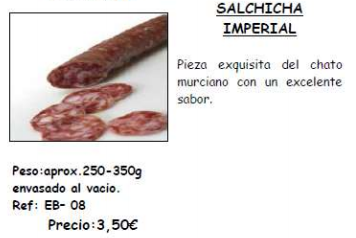 SALCHICHA
IMPERIAL
Pieza exquisita del chato
murciano con un excelente
sabor.
Peso:aprox.250-350g
envasado al vacio.
Ref: EB- 08
Precio:3,50€